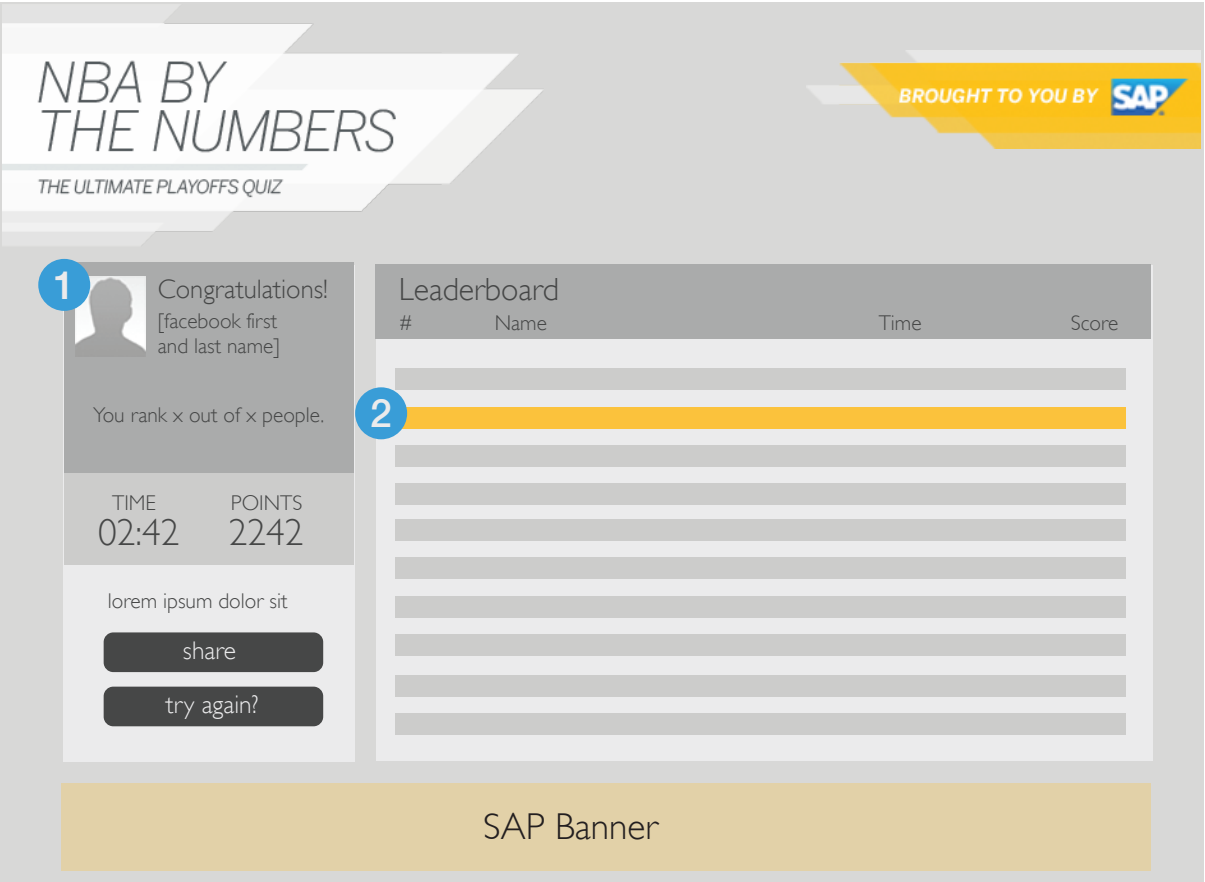 NBA BY
THE NUMBERS
THE ULTIMATE PLAYOFFS QUIZ
BROUGHT TO YOU BY SAP
1
Congratulations!
[facebook first
and last name]
You rank x out of x people.
TIME POINTS
02:42 2242
lorem ipsum dolor sit
share
try again?
Leaderboard
# Name Time Score
2
SAP Banner